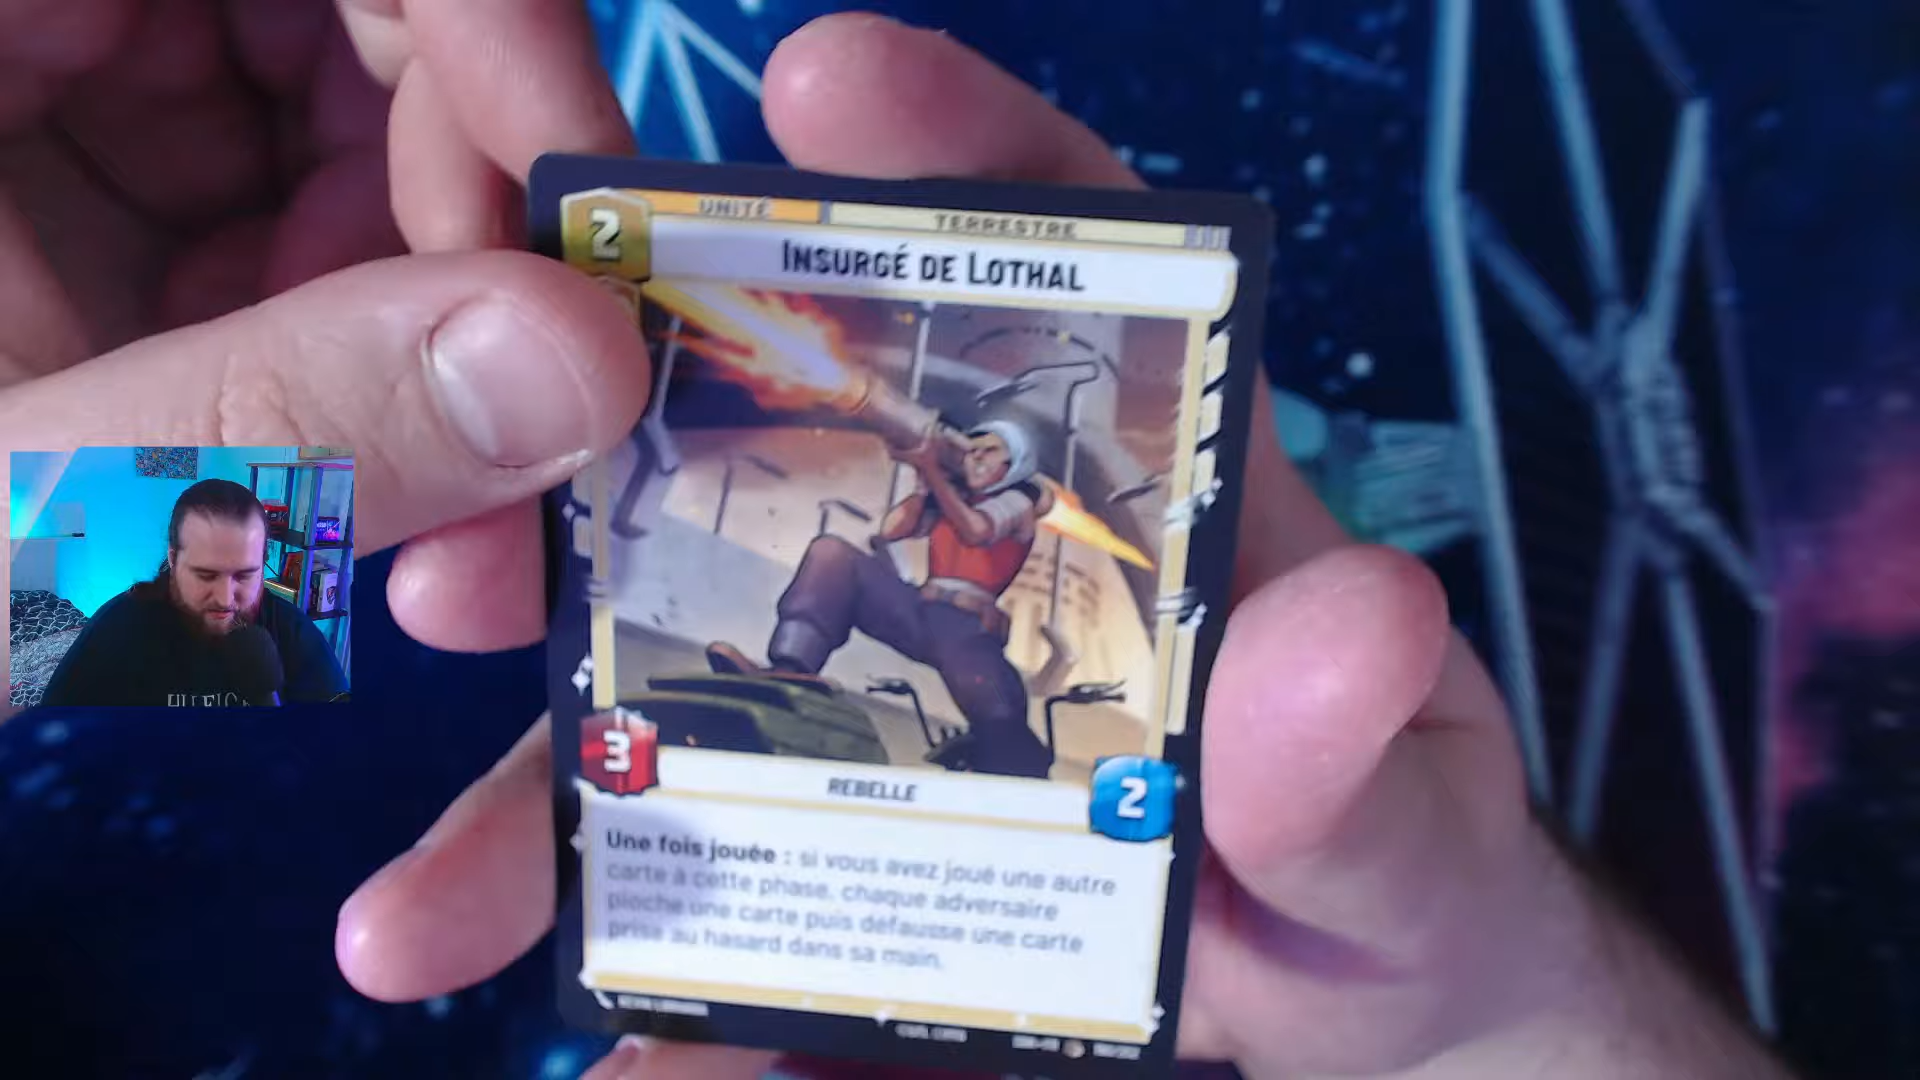 2
UNITÉ
TERRESTRE
INSURGÉ DE LOTHAL
3
REBELLE
2
Une fois jouée : si vous avez joué une autre
carte à cette phase, chaque adversaire
pioche une carte puis défausse une carte
prise au hasard dans sa main.